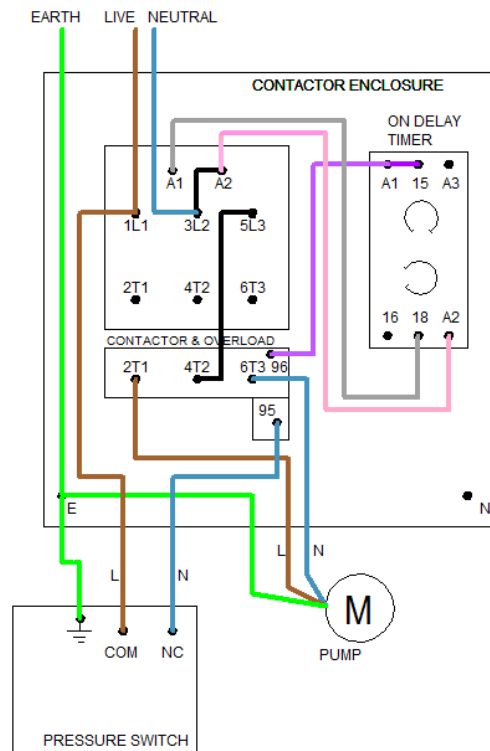 EARTH LIVE NEUTRAL
CONTACTOR ENCLOSURE
ON DELAY
TIMER
A1 A2 A1 15 A3
1L1 3L2 5L3
2T1 4T2 6T3
16 18 A2
CONTACTOR & OVERLOAD
2T1 4T2 6T3 96
95
E N
L N L N
M
COM NC PUMP
PRESSURE SWITCH